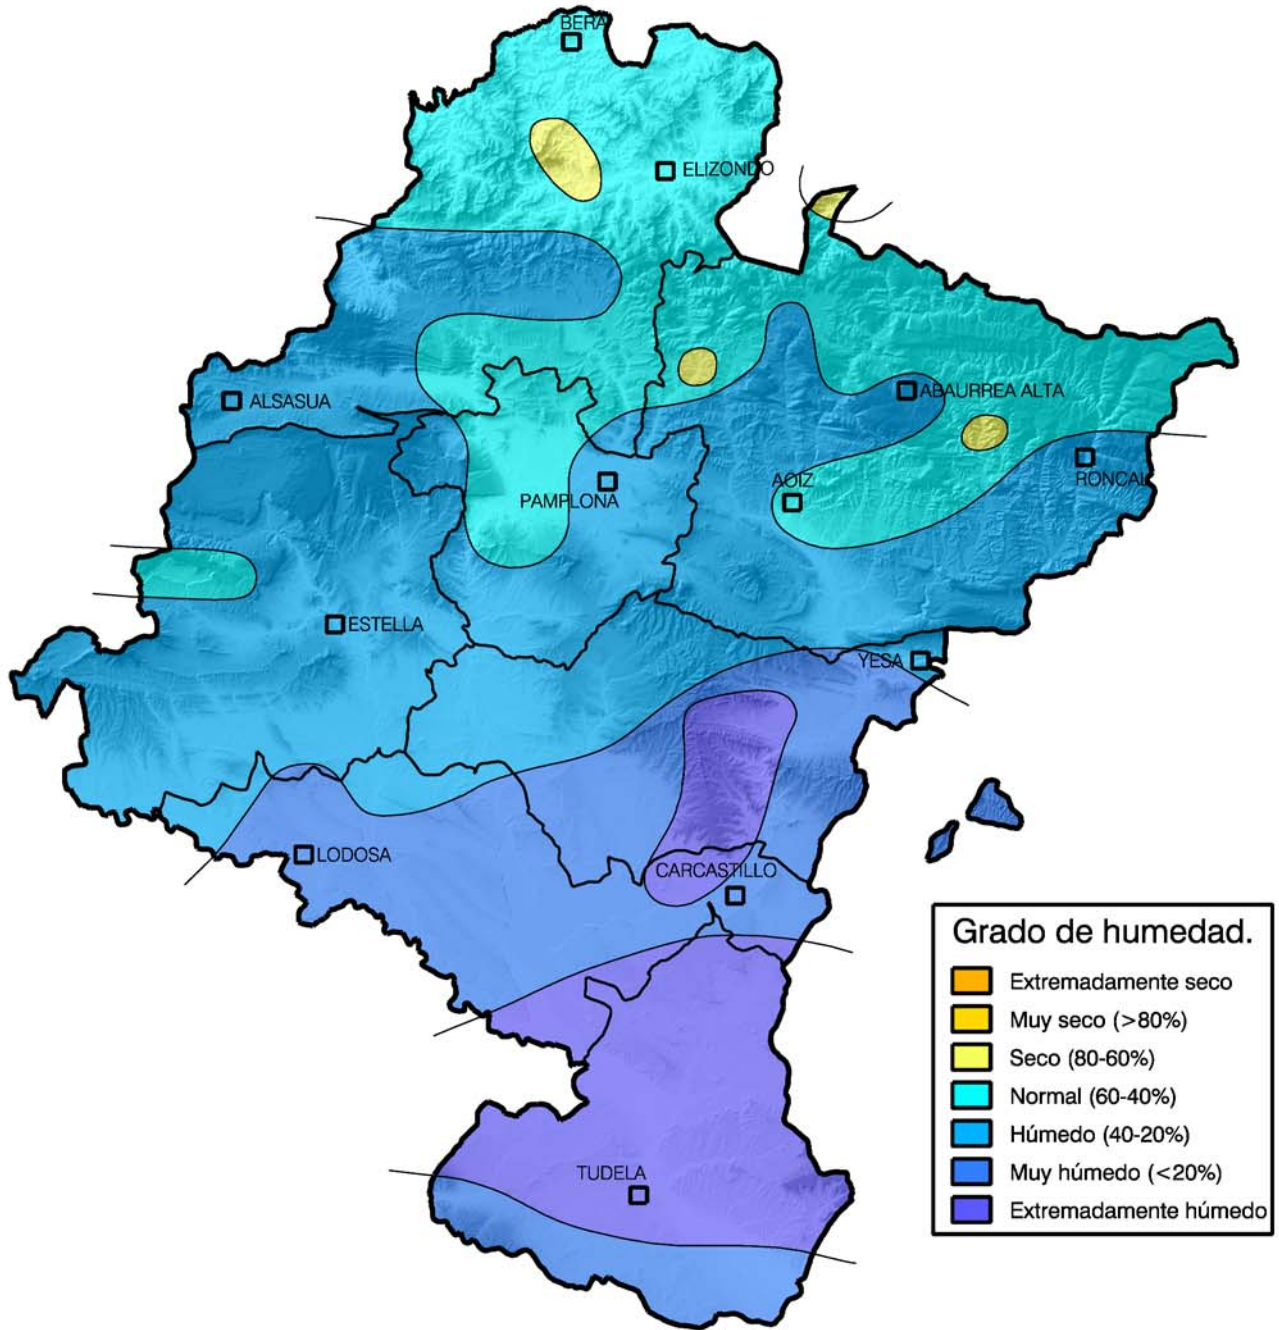 BERA
ELIZONDO
ALSASUA
ABAURREA ALTA
RONCAL
AOIZ
PAMPLONA
ESTELLA
YESA
LODOSA
CARCASTILLO
TUDELA
Grado de humedad.
Extremadamente seco
Muy seco (>80%)
Seco (80-60%)
Normal (60-40%)
Húmedo (40-20%)
Muy húmedo (<20%)
Extremadamente húmedo